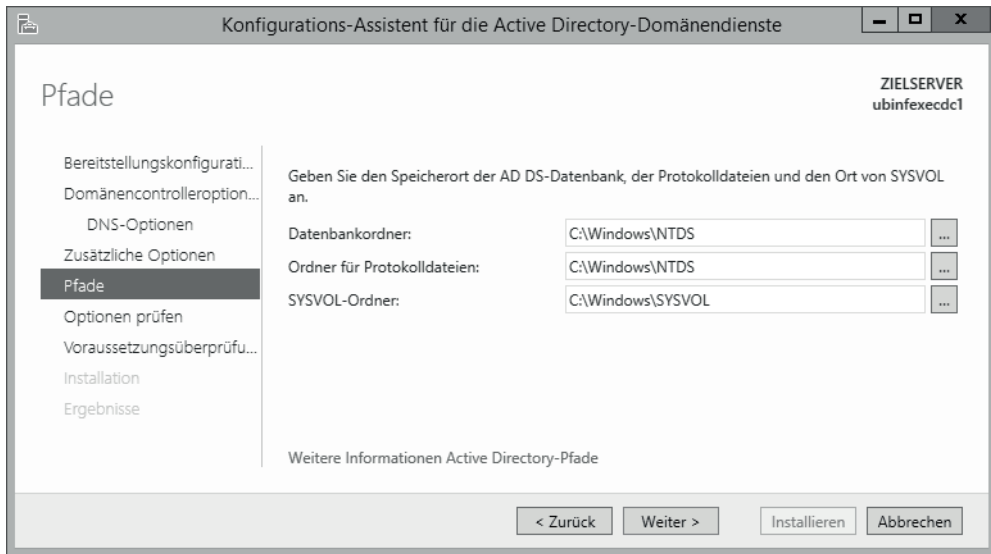 Konfigurations-Assistent für die Active Directory-Domänendienste
Pfade
ZIELSERVER
ubinfexecdc1
Bereitstellungskonfigurati...
Domänencontrolleroption...
DNS-Optionen
Zusätzliche Optionen
Pfade
Optionen prüfen
Voraussetzungsüberprüfu...
Installation
Ergebnisse
Geben Sie den Speicherort der AD DS-Datenbank, der Protokolldateien und den Ort von SYSVOL
an.
Datenbankordner: C:\Windows\NTDS ...
Ordner für Protokolldateien: C:\Windows\NTDS ...
SYSVOL-Ordner: C:\Windows\SYSVOL ...
Weitere Informationen Active Directory-Pfade
< Zurück Weiter > Installieren Abbrechen